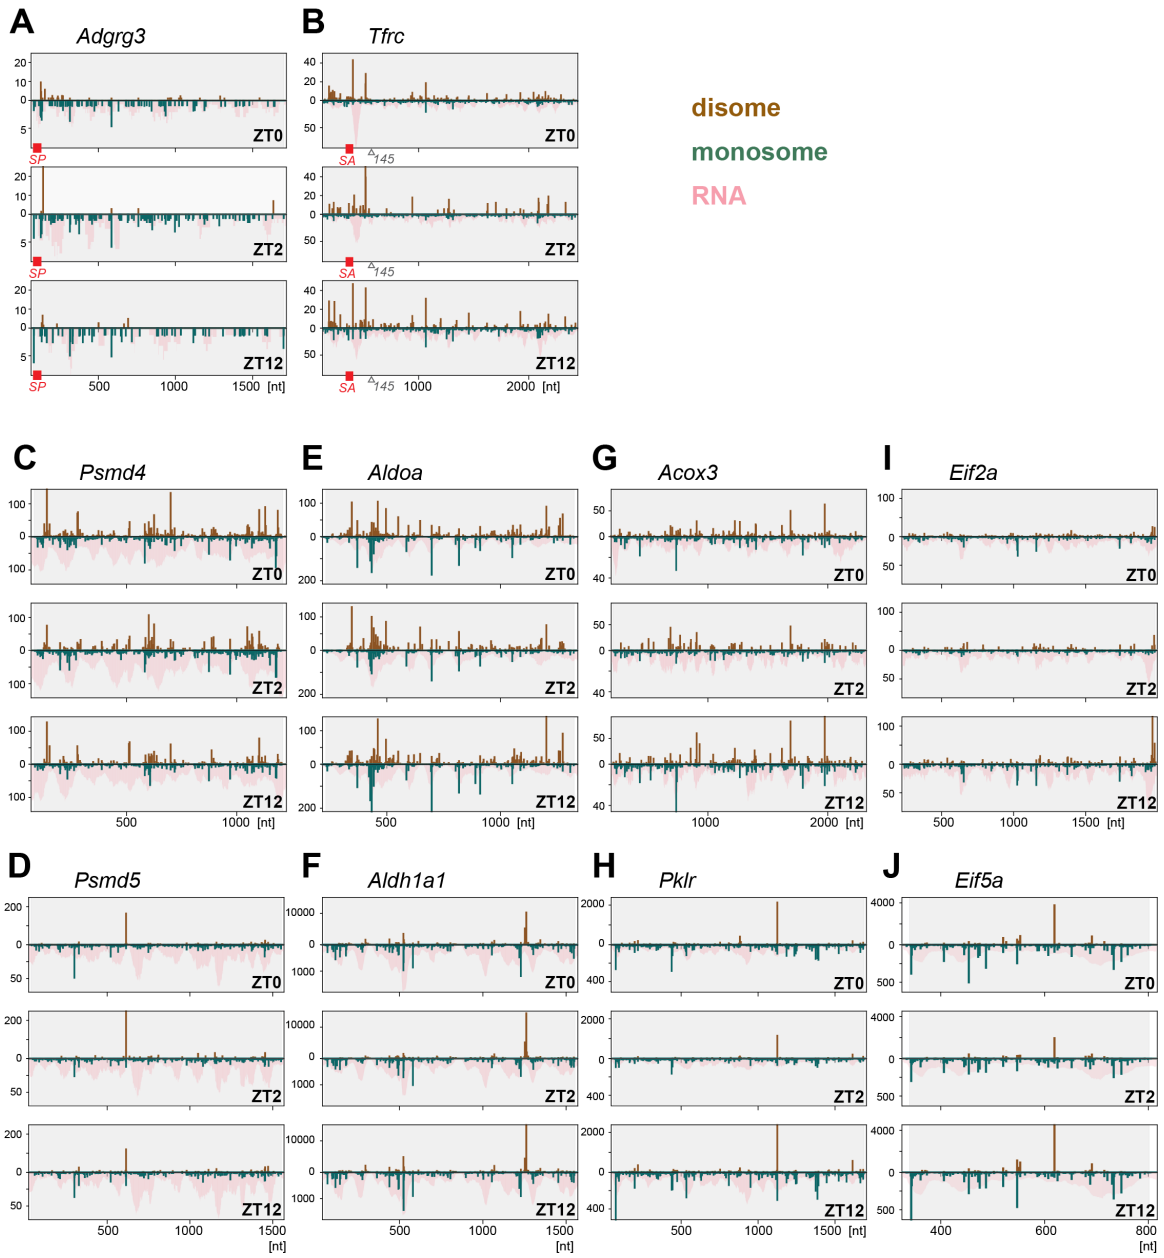 A
Adgrg3
20
10
0
5
ZT0
SP
20
10
0
5
ZT2
SP
20
10
0
5
ZT12
SP
500
1000
1500
[nt]
B
Tfrc
40
20
0
50
ZT0
SA
145
40
20
0
50
ZT2
SA
145
40
20
0
50
ZT12
SA
145
1000
2000
[nt]
disome
monosome
RNA
C
Psmd4
100
0
100
ZT0
100
0
100
ZT2
100
0
100
ZT12
500
1000
[nt]
E
Aldoa
100
0
200
ZT0
100
0
200
ZT2
100
0
200
ZT12
500
1000
[nt]
G
Acox3
50
0
40
ZT0
50
0
40
ZT2
50
0
40
ZT12
1000
2000
[nt]
I
Eif2a
100
0
50
ZT0
100
0
50
ZT2
100
0
50
ZT12
500
1000
1500
[nt]
D
Psmd5
200
0
50
ZT0
200
0
50
ZT2
200
0
50
ZT12
500
1000
1500
[nt]
F
Aldh1a1
10000
0
1000
ZT0
10000
0
1000
ZT2
10000
0
1000
ZT12
500
1000
1500
[nt]
H
Pklr
2000
0
400
ZT0
2000
0
400
ZT2
2000
0
400
ZT12
500
1000
1500
[nt]
J
Eif5a
4000
0
500
ZT0
4000
0
500
ZT2
4000
0
500
ZT12
400
600
800
[nt]